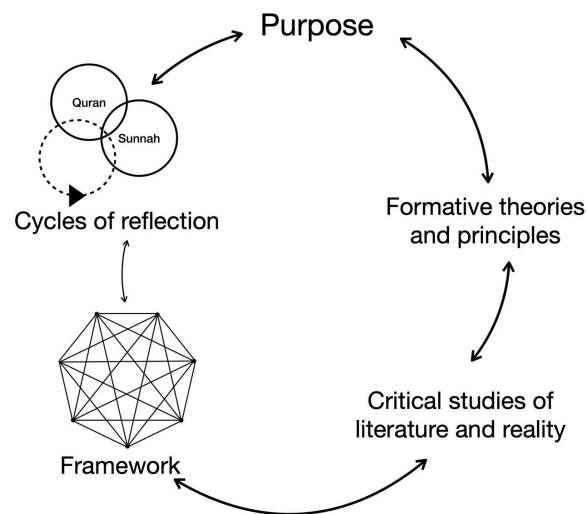 Purpose
Quran
Sunnah
Cycles of reflection
Formative theories
and principles
Framework
Critical studies of
literature and reality